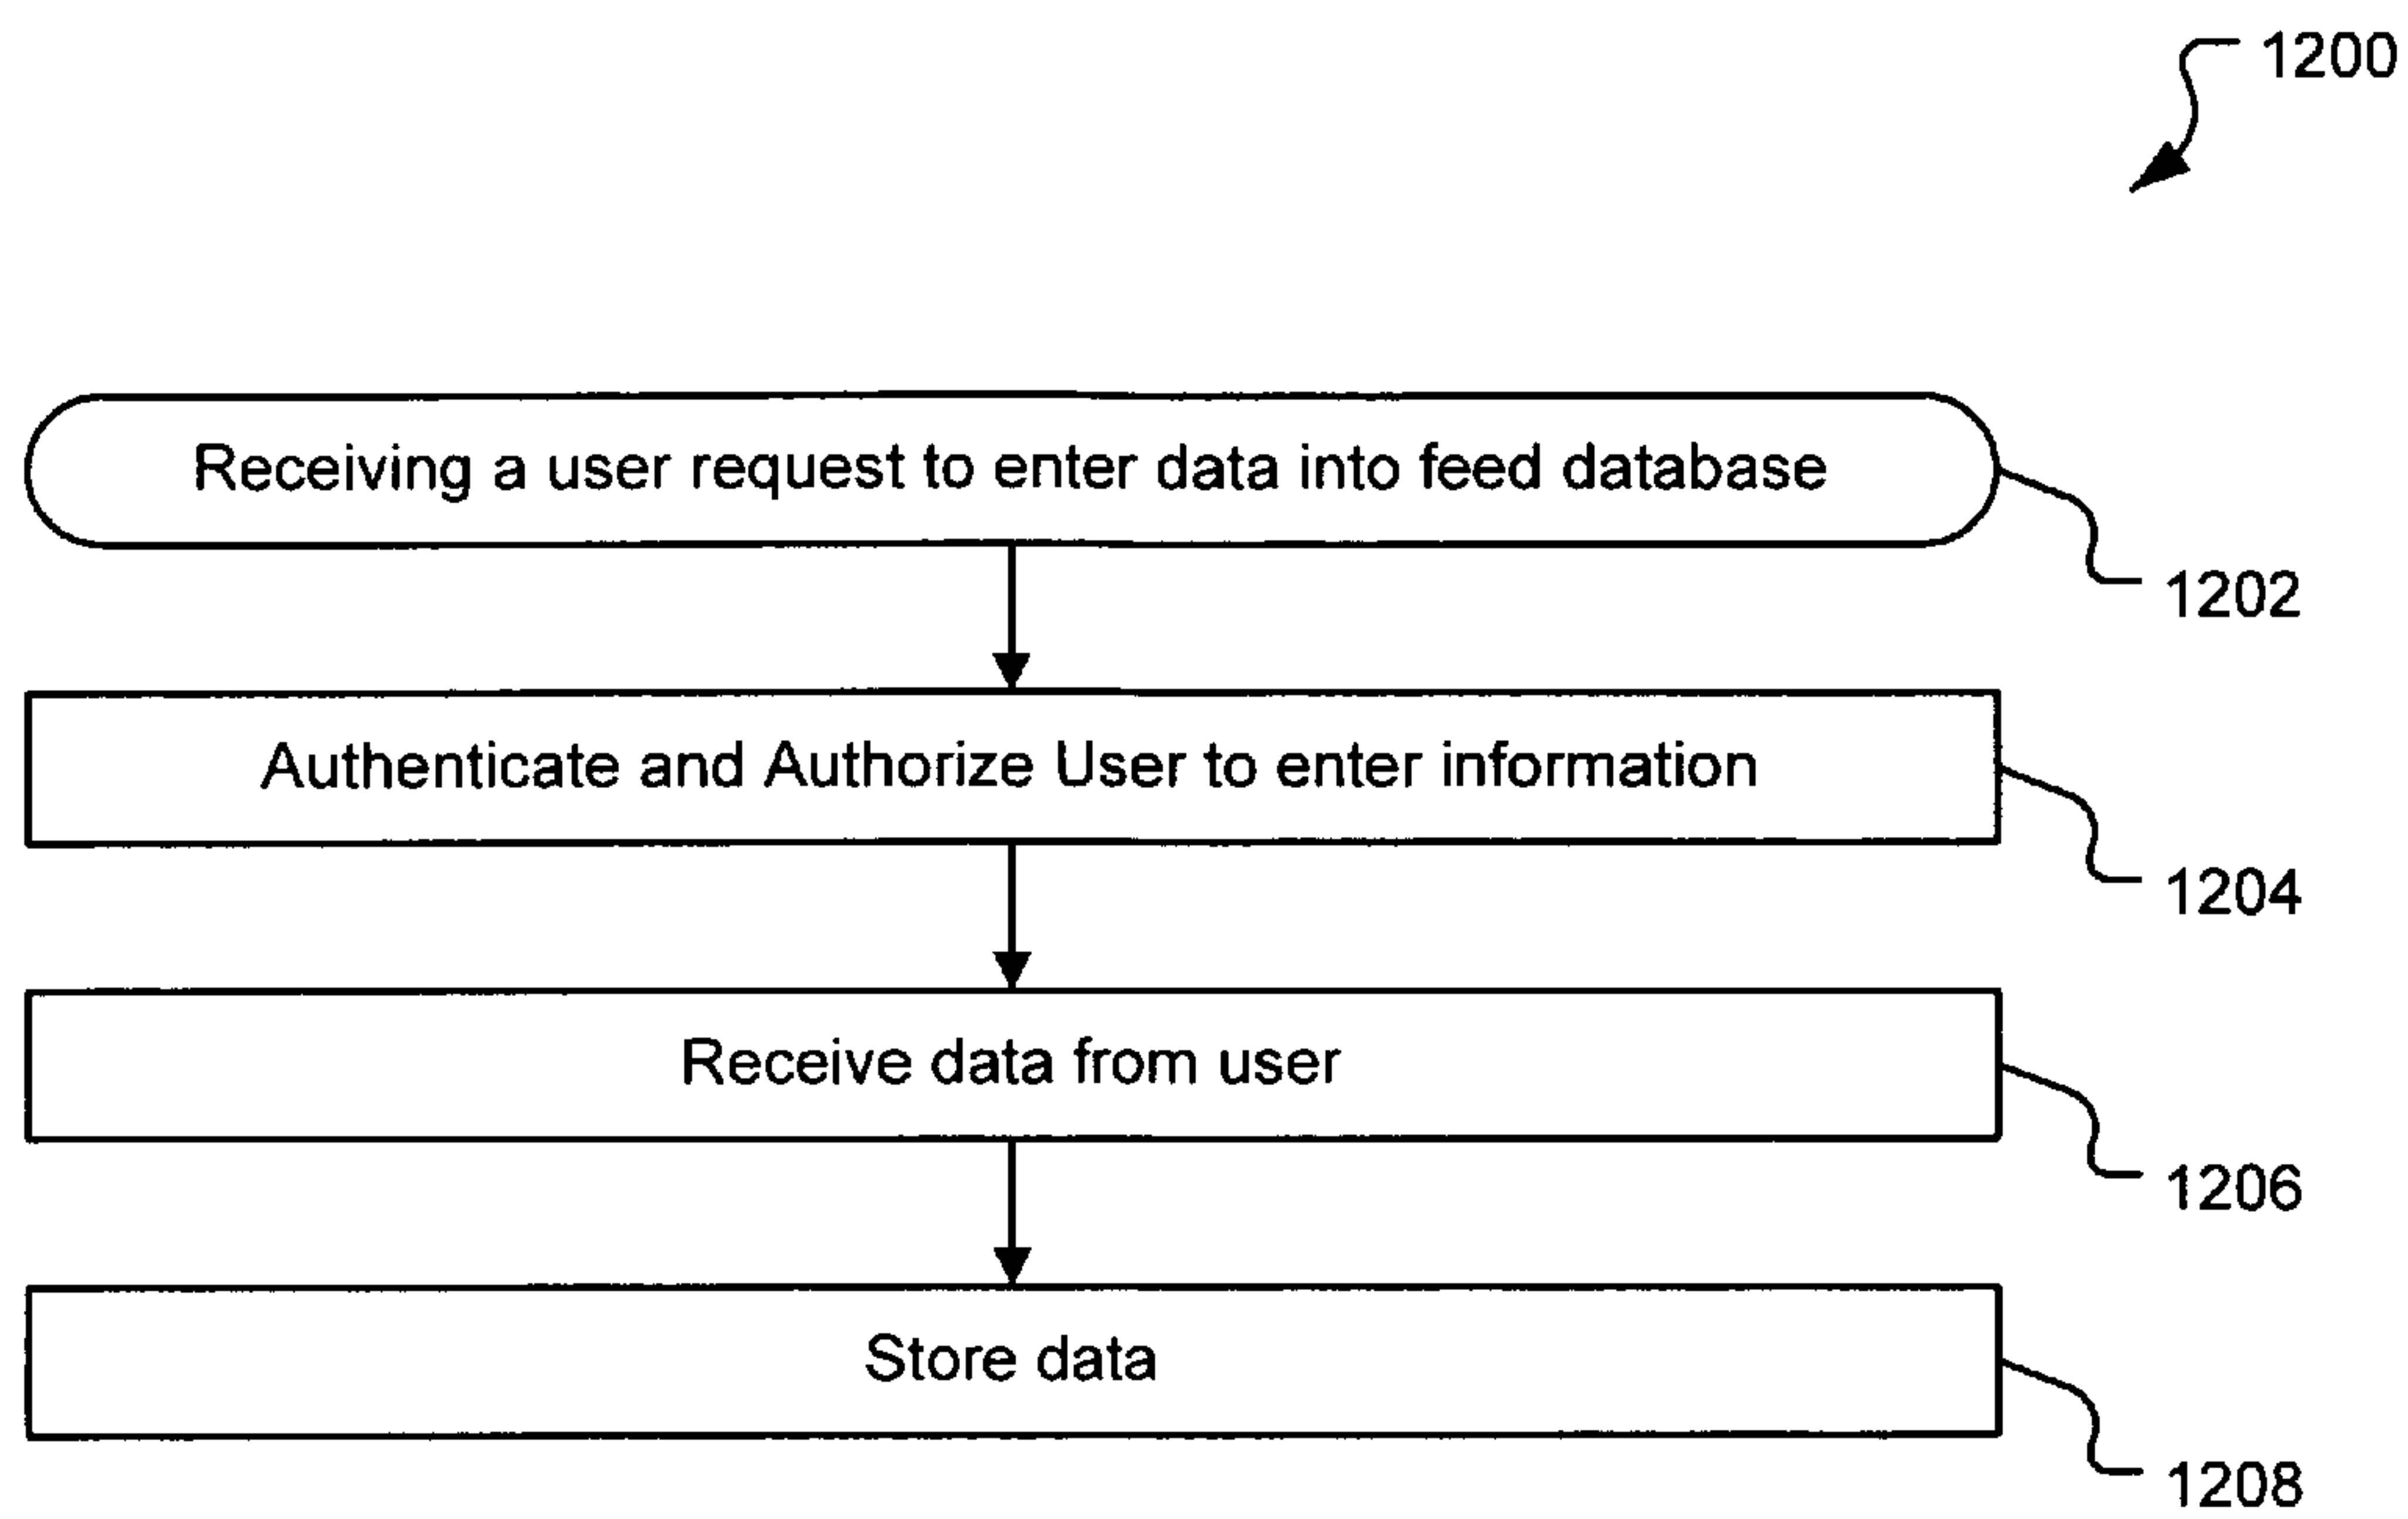 1200
Receiving a user request to enter data into feed database
1202
Authenticate and Authorize User to enter information
1204
Receive data from user
1206
Store data
1208